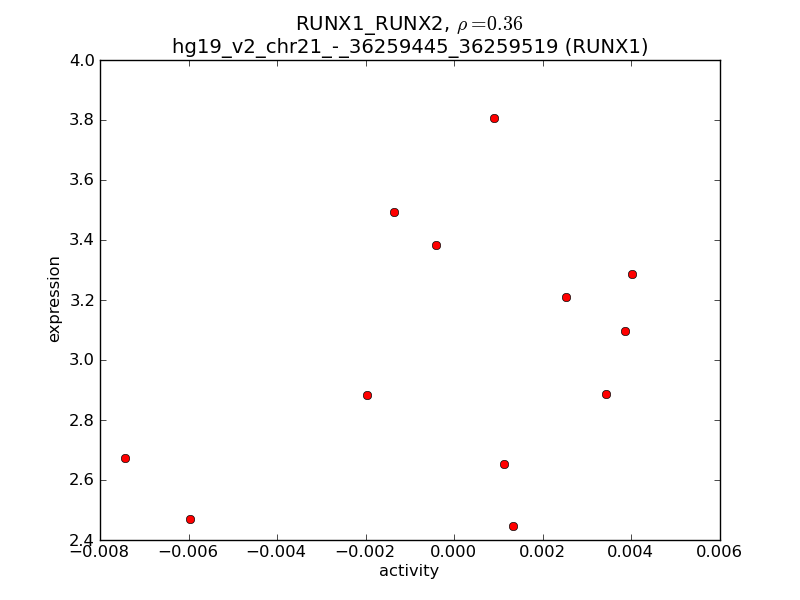 RUNX1_RUNX2, ρ=0.36
hg19_v2_chr21_-_36259445_36259519 (RUNX1)
4.0
3.8
3.6
3.4
3.2
3.0
2.8
2.6
2.4
expression
−0.008 −0.006 −0.004 −0.002 0.000 0.002 0.004 0.006
activity